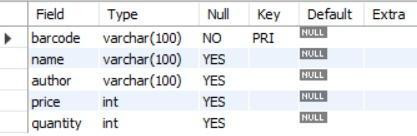 Field Type Null Key Default Extra
barcode varchar(100) NO PRI NULL
name varchar(100) YES NULL
author varchar(100) YES NULL
price int YES NULL
quantity int YES NULL